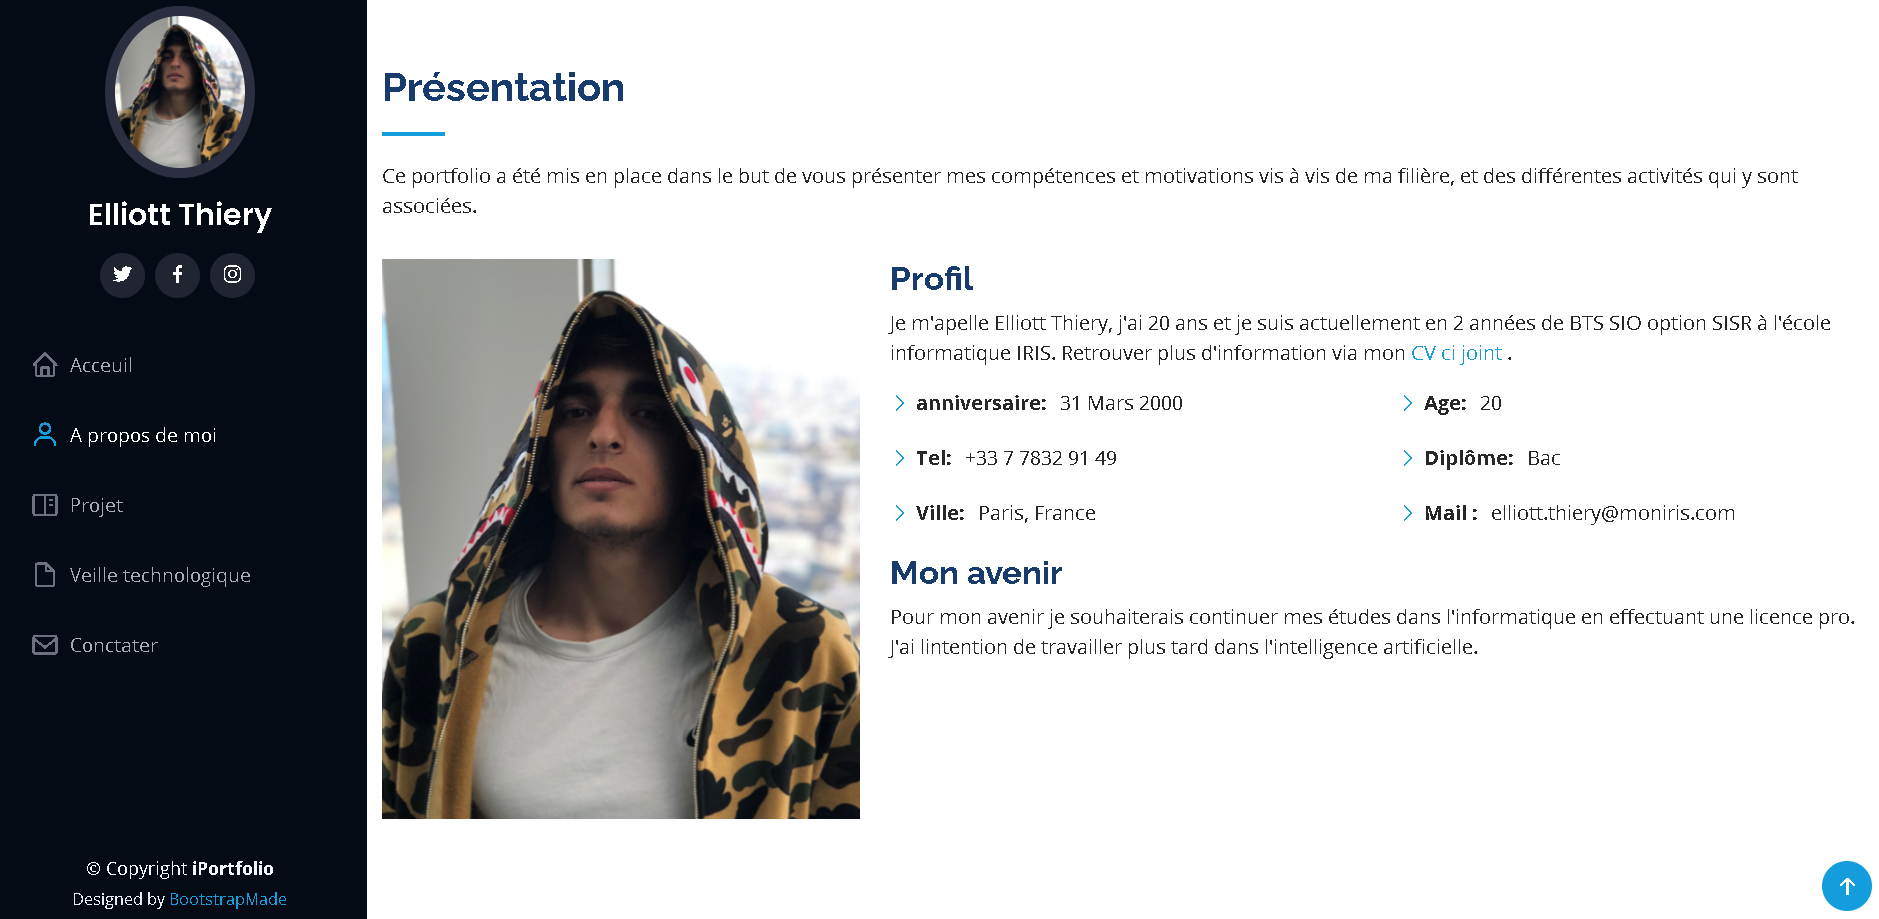 Elliott Thiery
Acceuil
A propos de moi
Projet
Veille technologique
Conctater
© Copyright iPortfolio
Designed by BootstrapMade
Présentation
Ce portfolio a été mis en place dans le but de vous présenter mes compétences et motivations vis à vis de ma filière, et des différentes activités qui y sont
associées.
Profil
Je m'apelle Elliott Thiery, j'ai 20 ans et je suis actuellement en 2 années de BTS SIO option SISR à l'école
informatique IRIS. Retrouver plus d'information via mon CV ci joint .
anniversaire: 31 Mars 2000
Age: 20
Tel: +33 7 7832 91 49
Diplôme: Bac
Ville: Paris, France
Mail : elliott.thiery@moniris.com
Mon avenir
Pour mon avenir je souhaiterais continuer mes études dans l'informatique en effectuant une licence pro.
J'ai lintention de travailler plus tard dans l'intelligence artificielle.